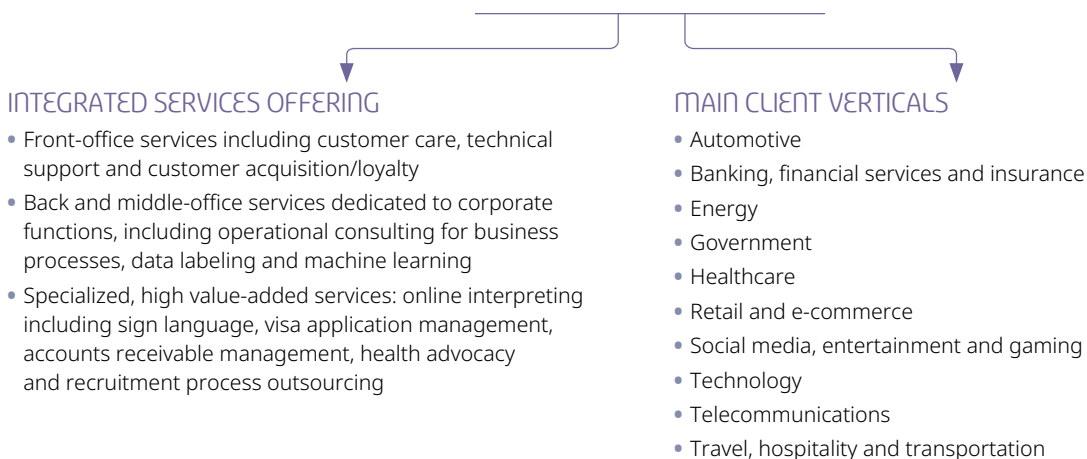 INTEGRATED SERVICES OFFERING
• Front-office services including customer care, technical
support and customer acquisition/loyalty
• Back and middle-office services dedicated to corporate
functions, including operational consulting for business
processes, data labeling and machine learning
• Specialized, high value-added services: online interpreting
including sign language, visa application management,
accounts receivable management, health advocacy
and recruitment process outsourcing
MAIN CLIENT VERTICALS
• Automotive
• Banking, financial services and insurance
• Energy
• Government
• Healthcare
• Retail and e-commerce
• Social media, entertainment and gaming
• Technology
• Telecommunications
• Travel, hospitality and transportation